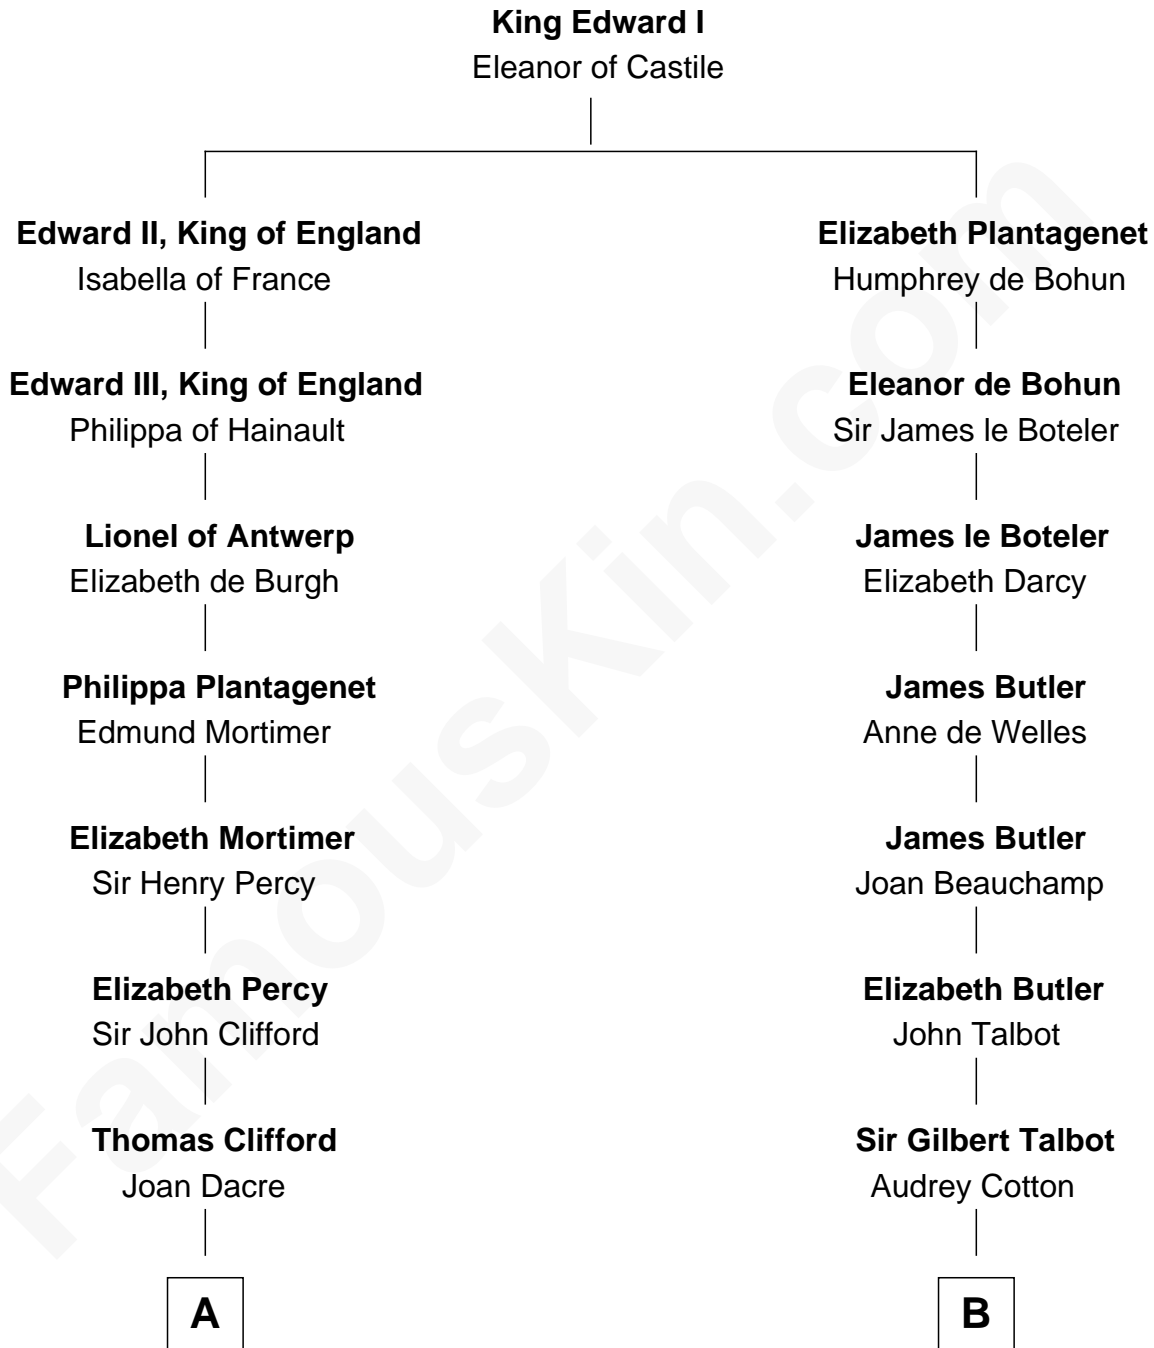 King Edward I
Eleanor of Castile
Edward II, King of England
Isabella of France
Elizabeth Plantagenet
Humphrey de Bohun
Edward III, King of England
Philippa of Hainault
Eleanor de Bohun
Sir James le Boteler
Lionel of Antwerp
Elizabeth de Burgh
James le Boteler
Elizabeth Darcy
Philippa Plantagenet
Edmund Mortimer
James Butler
Anne de Welles
Elizabeth Mortimer
Sir Henry Percy
James Butler
Joan Beauchamp
Elizabeth Percy
Sir John Clifford
Elizabeth Butler
John Talbot
Thomas Clifford
Joan Dacre
Sir Gilbert Talbot
Audrey Cotton
A
B
FamousKin.com